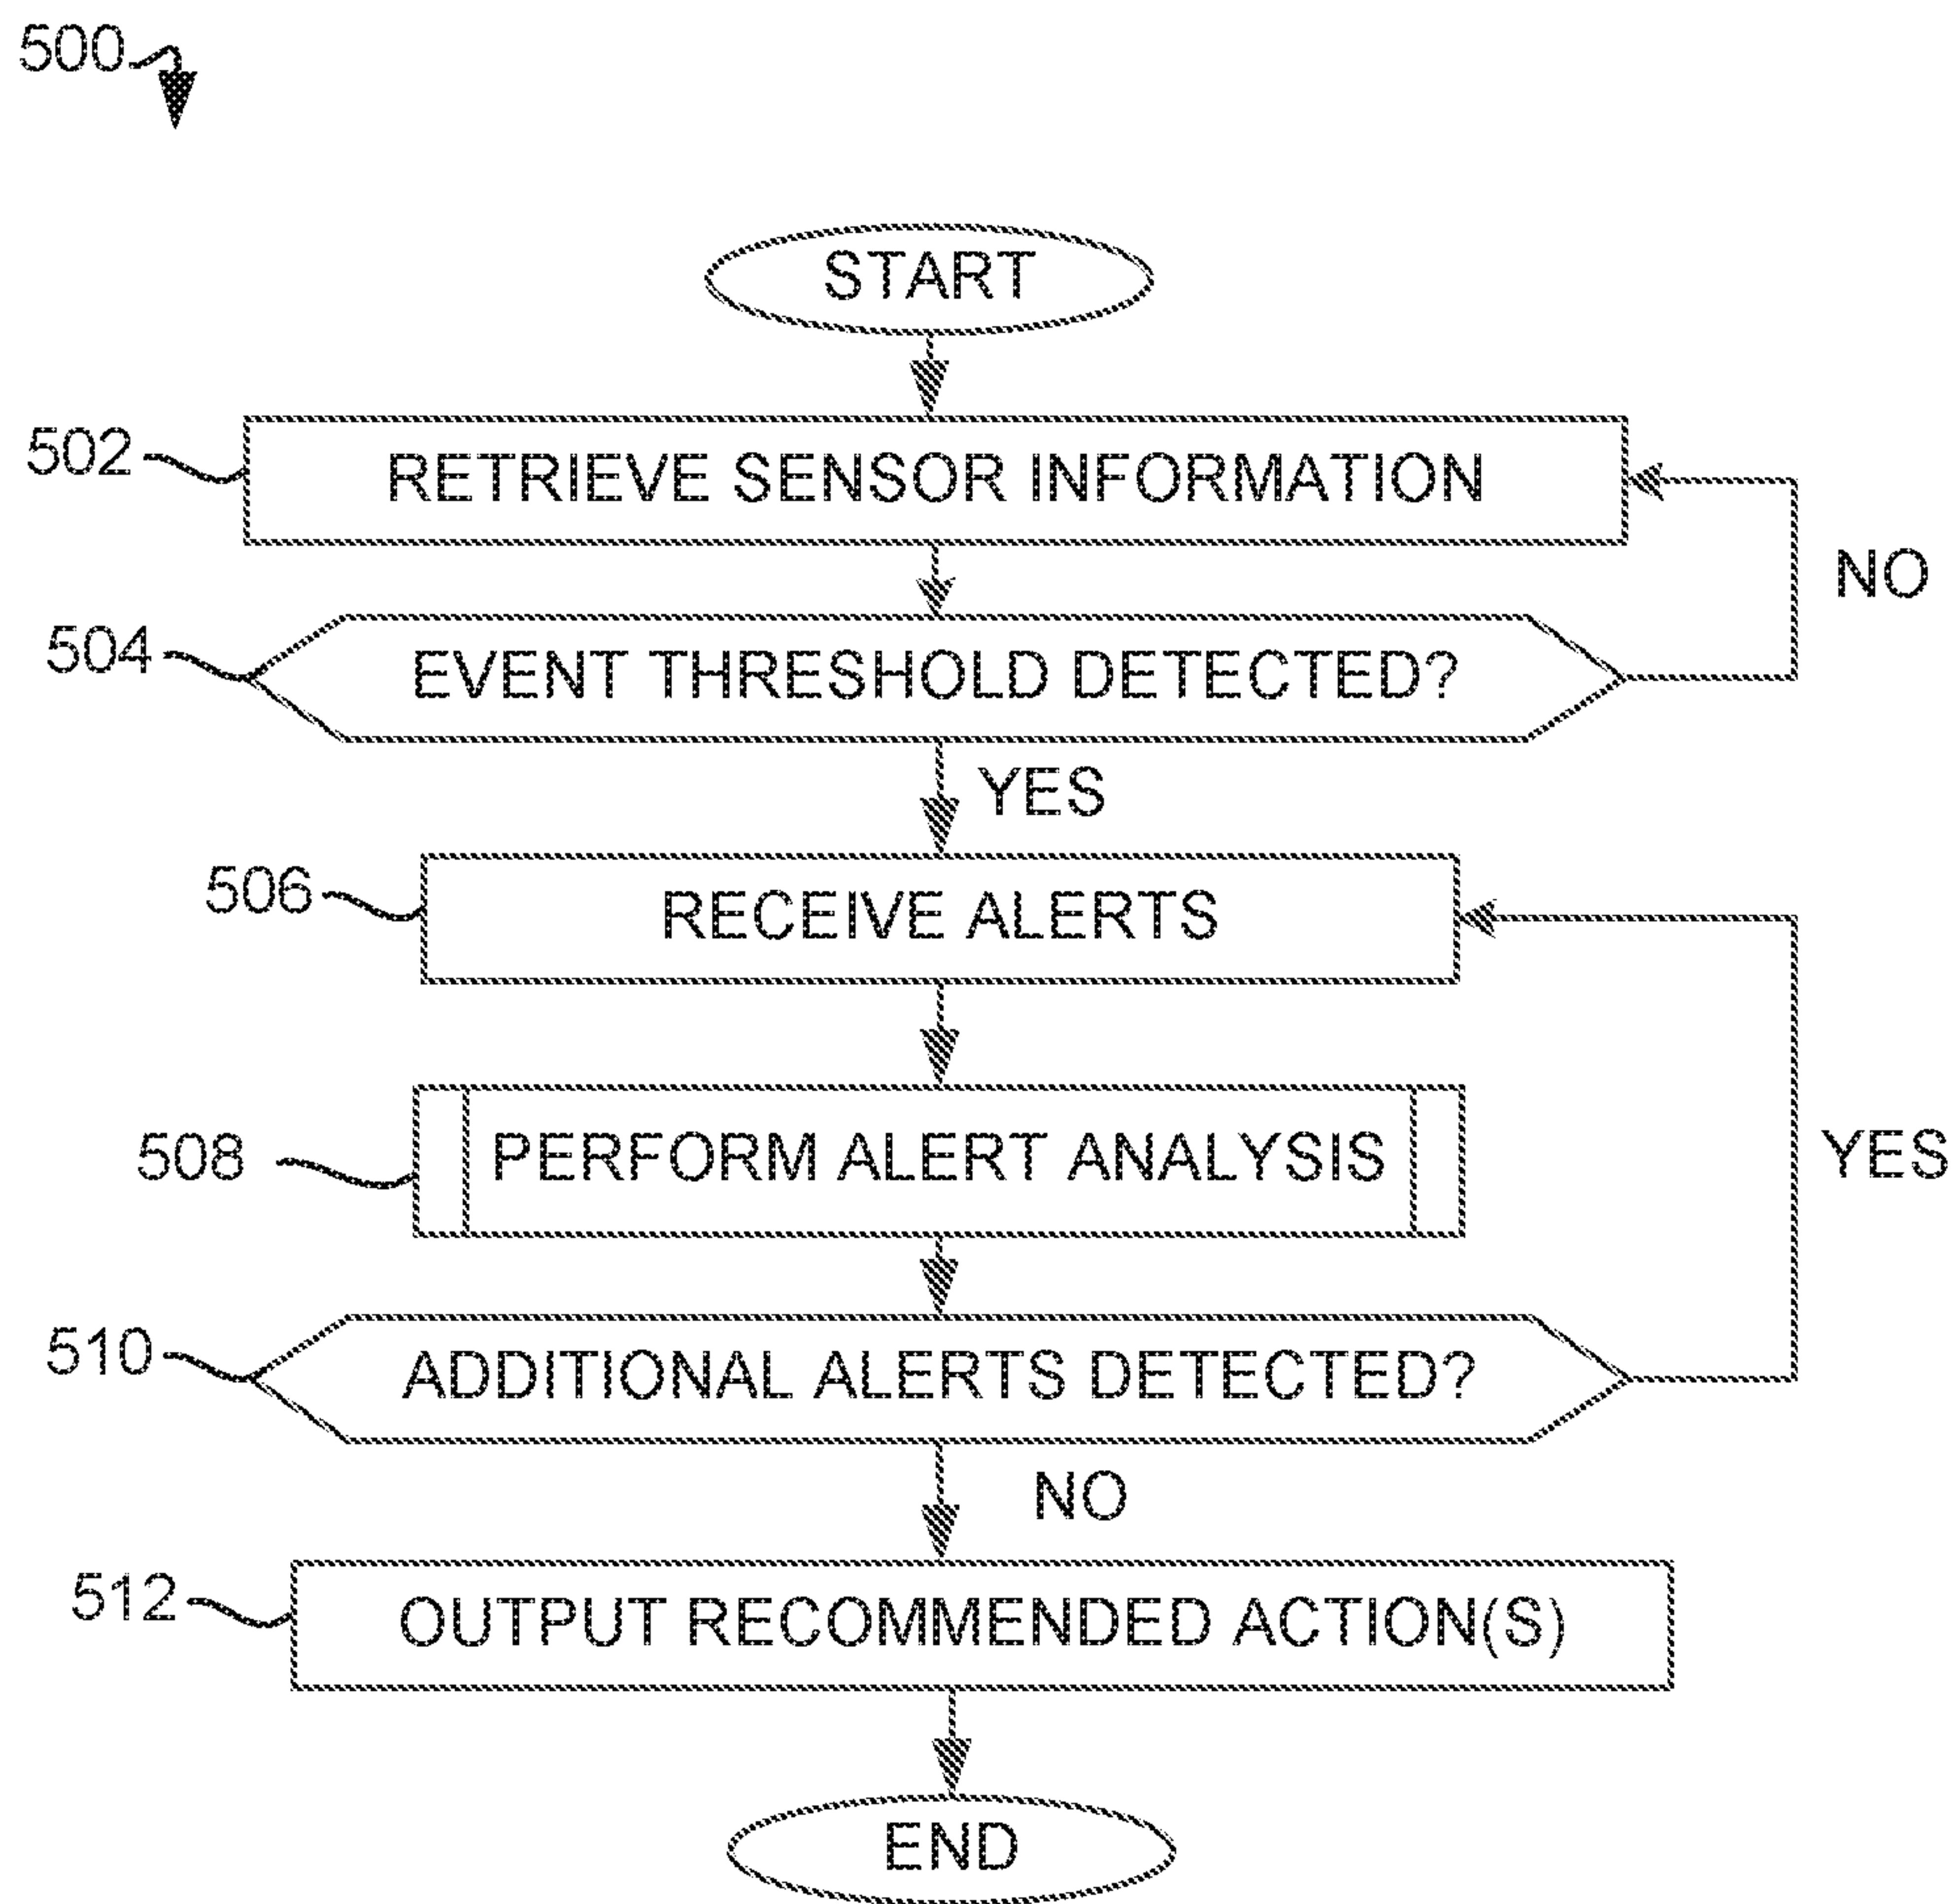 500
START
502
RETRIEVE SENSOR INFORMATION
NO
504
EVENT THRESHOLD DETECTED?
YES
506
RECEIVE ALERTS
508
PERFORM ALERT ANALYSIS
YES
510
ADDITIONAL ALERTS DETECTED?
NO
512
OUTPUT RECOMMENDED ACTION(S)
END